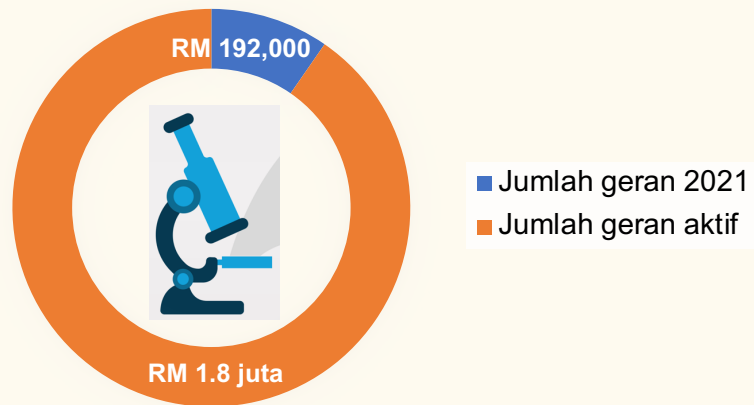 RM 192,000
Jumlah geran 2021
Jumlah geran aktif
RM 1.8 juta